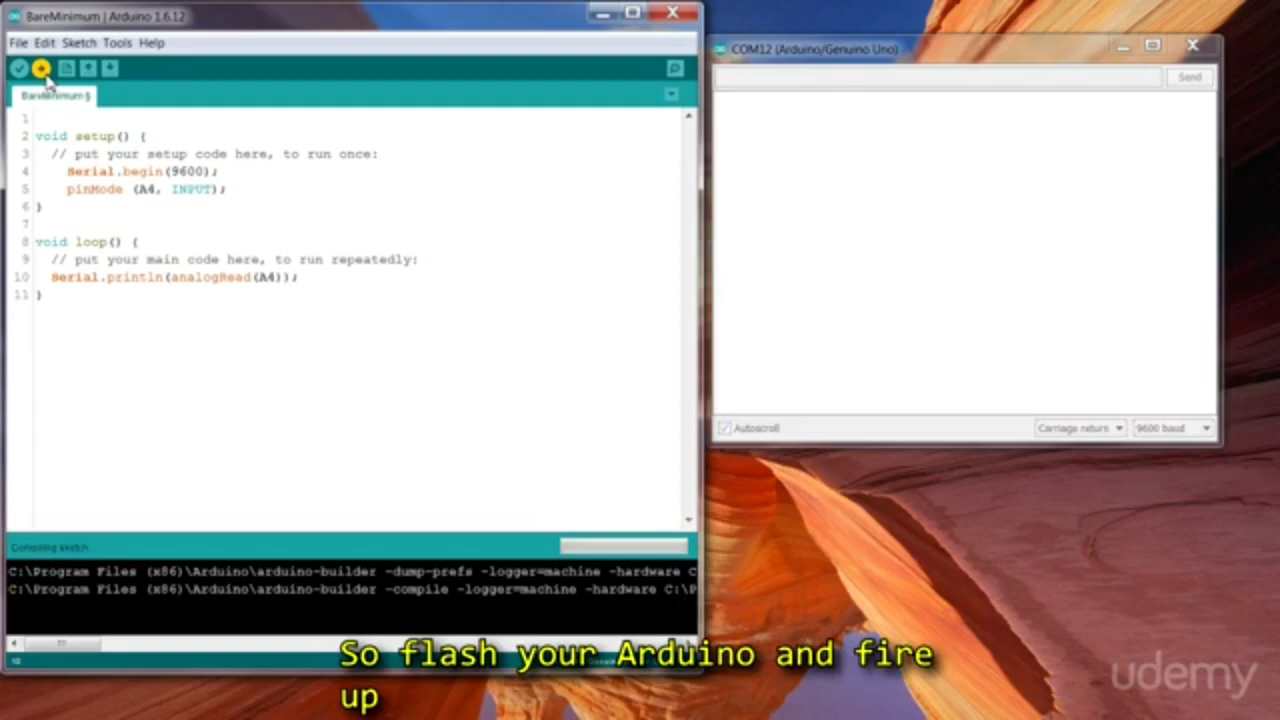 BareMinimum | Arduino 1.6.12
File Edit Sketch Tools Help
BareMinimum §
1
2 void setup() {
3 // put your setup code here, to run once:
4 Serial.begin(9600);
5 pinMode (A4, INPUT);
6 }
7
8 void loop() {
9 // put your main code here, to run repeatedly:
10 Serial.println(analogRead(A4));
11 }
Compiling sketch
C:\Program Files (x86)\Arduino\arduino-builder -dump-prefs -logger=machine -hardware C
C:\Program Files (x86)\Arduino\arduino-builder -compile -logger=machine -hardware C:\P
10
COM12 (Arduino/Genuino Uno)
Send
Autoscroll
Carriage return
9600 baud
So flash your Arduino and fire
up
udemy